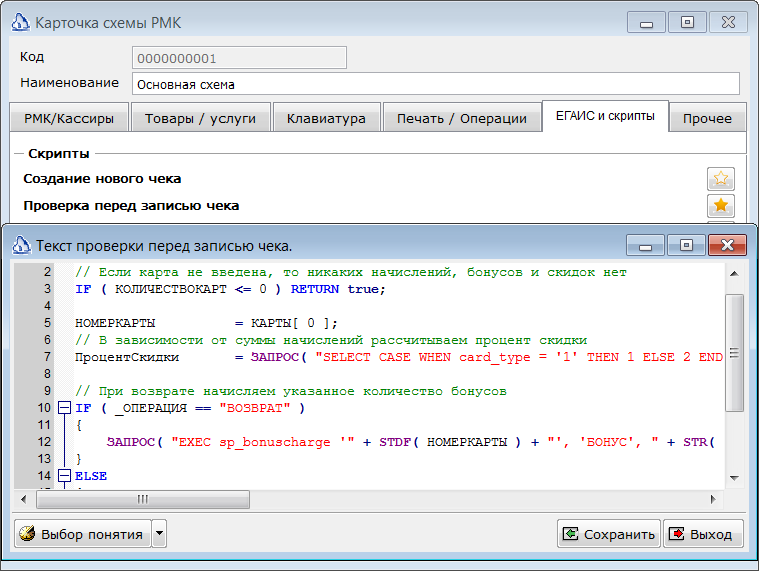 Карточка схемы РМК
Код 0000000001
Наименование Основная схема
РМК/Кассиры Товары / услуги Клавиатура Печать / Операции ЕГАИС и скрипты Прочее
Скрипты
Создание нового чека
Проверка перед записью чека
Текст проверки перед записью чека.
2 // Если карта не введена, то никаких начислений, бонусов и скидок нет
3 IF ( КОЛИЧЕСТВОКАРТ <= 0 ) RETURN true;
4
5 НОМЕРКАРТЫ = КАРТЫ[ 0 ];
6 // В зависимости от суммы начислений рассчитываем процент скидки
7 ПроцентСкидки = ЗАПРОС( "SELECT CASE WHEN card_type = '1' THEN 1 ELSE 2 END
8
9 // При возврате начисляем указанное количество бонусов
10 IF ( _ОПЕРАЦИЯ == "ВОЗВРАТ" )
11 {
12 ЗАПРОС( "EXEC sp_bonuscharge '" + STDF( НОМЕРКАРТЫ ) + "', 'БОНУС', " + STR(
13 }
14 ELSE
Выбор понятия Сохранить Выход